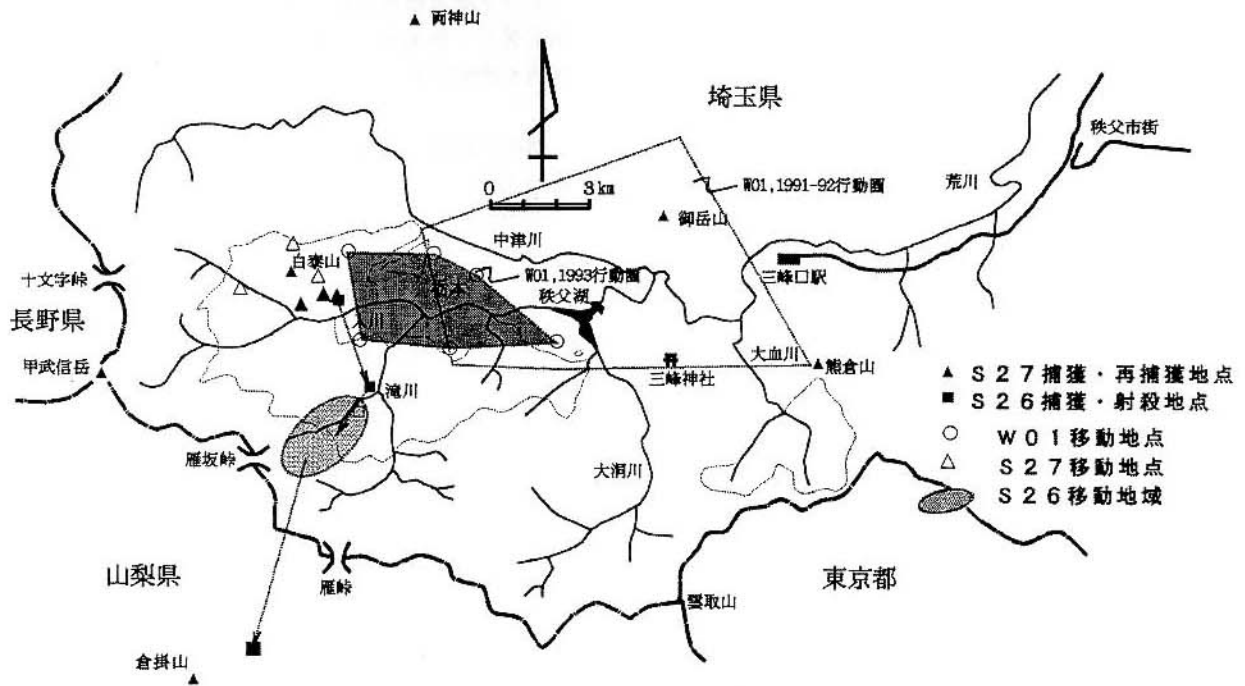 両神山
埼玉県
秩父市街
荒川
0 3km
W01,1991-92行動圏
御岳山
中津川
三峰口駅
白泰山
W01,1993行動圏
栃本
秩父湖
十文字峠
長野県
入川
甲武信岳
大血川
熊倉山
三峰神社
滝川
雁坂峠
大洞川
▲ S27捕獲・再捕獲地点
■ S26捕獲・射殺地点
○ W01移動地点
△ S27移動地点
S26移動地域
山梨県
雁峠
東京都
雲取山
倉掛山